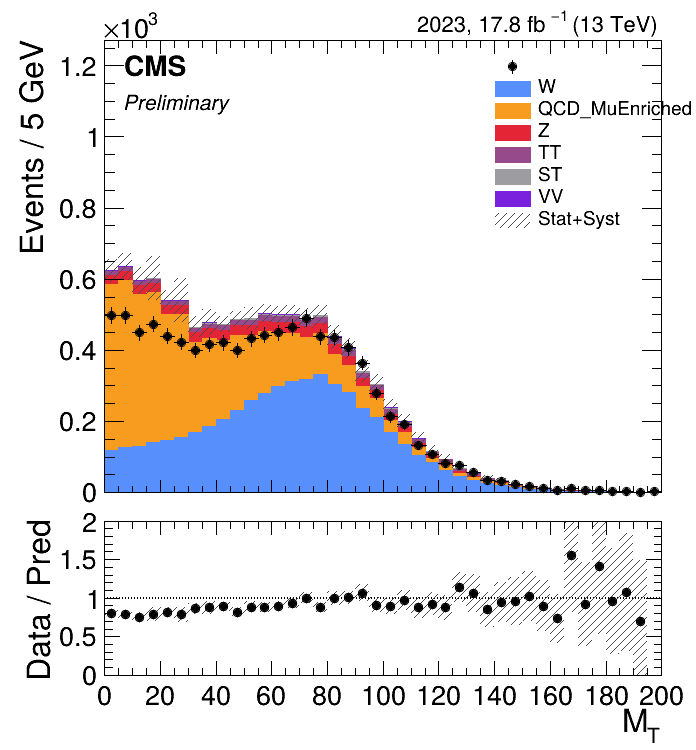 ×10³
2023, 17.8 fb⁻¹ (13 TeV)
CMS
Preliminary
W
QCD_MuEnriched
Z
TT
ST
VV
Stat+Syst
Events / 5 GeV
1.2
1
0.8
0.6
0.4
0.2
0
Data / Pred
2
1.5
1
0.5
0
0 20 40 60 80 100 120 140 160 180 200
M_T